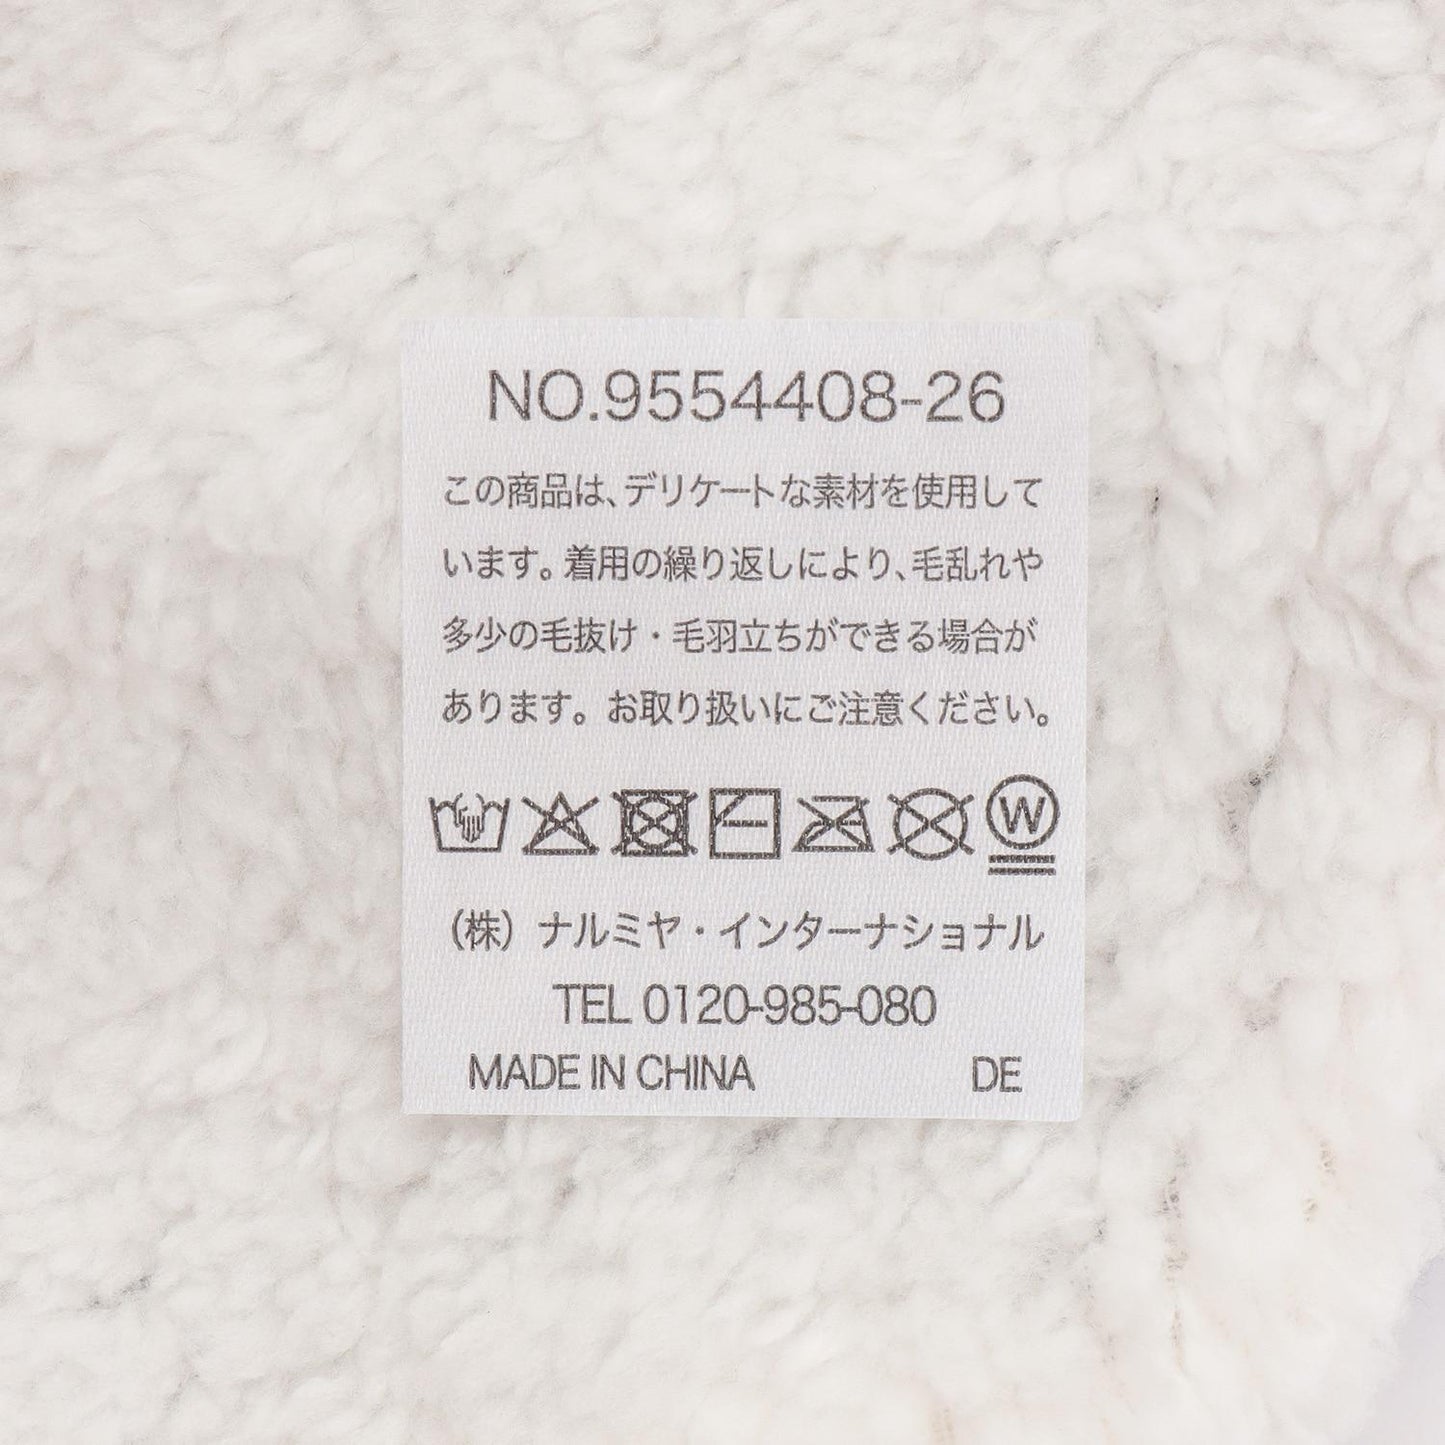 NO.9554408-26
この商品は、デリケートな素材を使用して
います。着用の繰り返しにより、毛乱れや
多少の毛抜け・毛羽立ちができる場合が
あります。お取り扱いにご注意ください。
W
（株）ナルミヤ・インターナショナル
TEL 0120-985-080
MADE IN CHINA DE